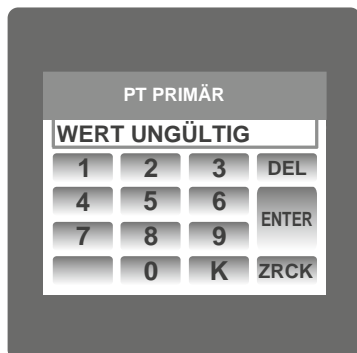 PT PRIMÄR
WERT UNGÜLTIG
1 2 3 DEL
4 5 6 ENTER
7 8 9
0 K ZRCK